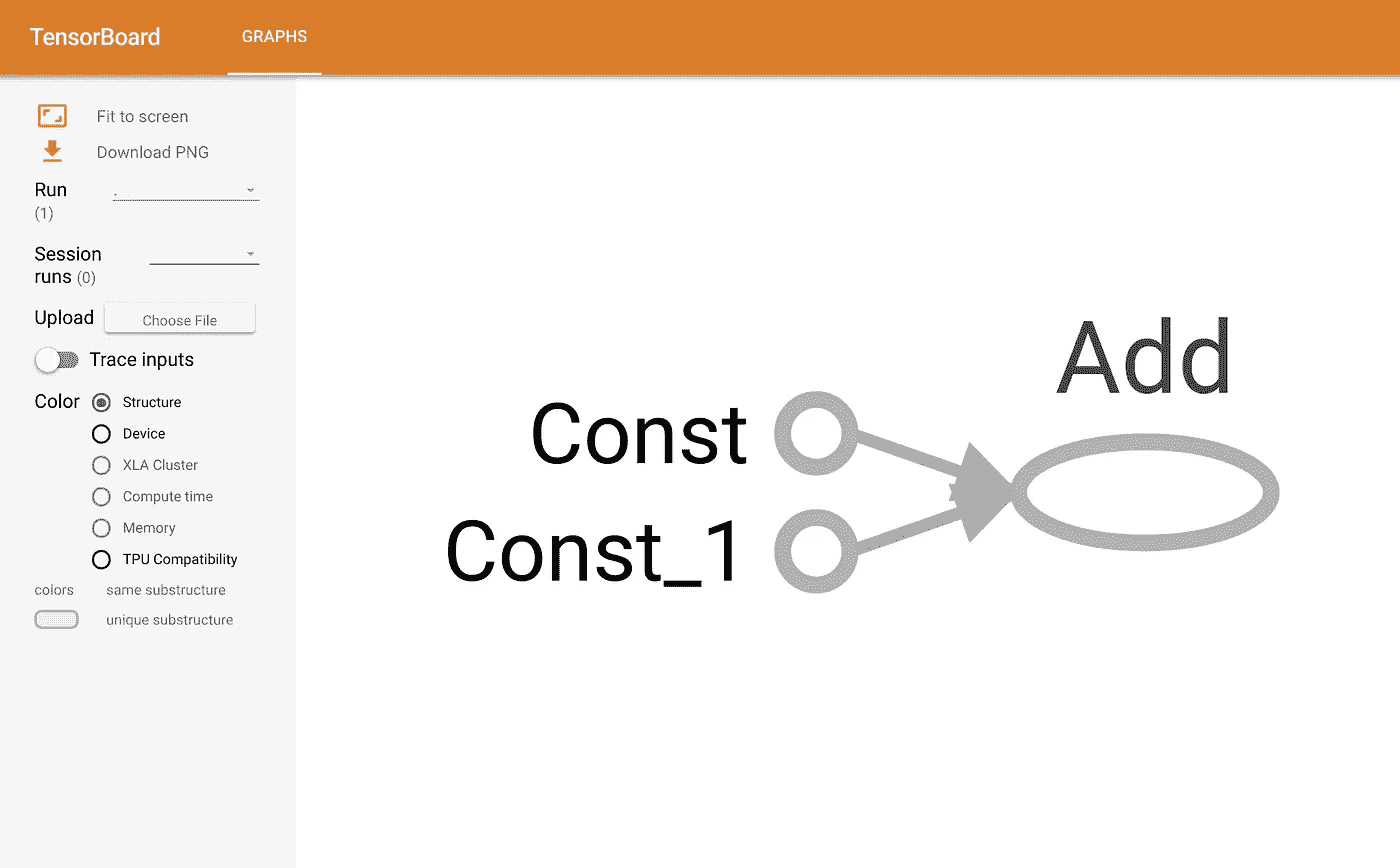 TensorBoard GRAPHS
Fit to screen
Download PNG
Run
.
(1)
Session
runs (0)
Upload Choose File
Trace inputs
Color Structure
Device
XLA Cluster
Compute time
Memory
TPU Compatibility
colors same substructure
unique substructure
Add
Const
Const_1